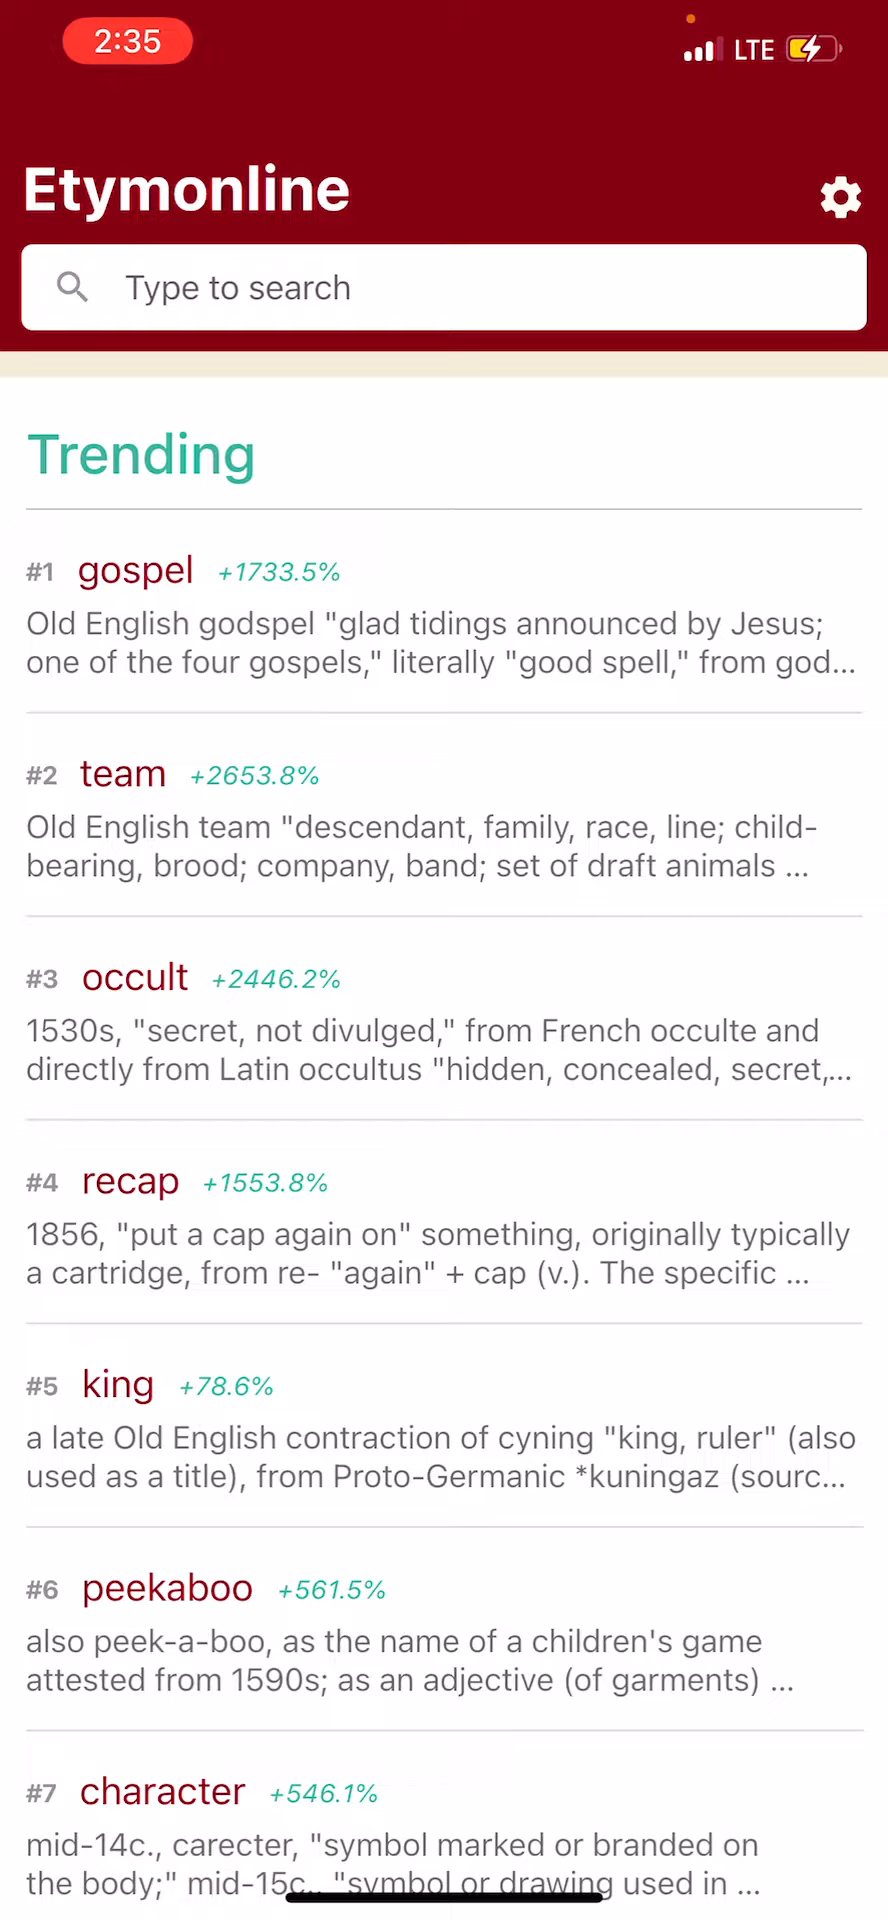 2:35
LTE
Etymonline
Type to search
Trending
#1 gospel +1733.5%
Old English godspel "glad tidings announced by Jesus;
one of the four gospels," literally "good spell," from god...
#2 team +2653.8%
Old English team "descendant, family, race, line; child-
bearing, brood; company, band; set of draft animals ...
#3 occult +2446.2%
1530s, "secret, not divulged," from French occulte and
directly from Latin occultus "hidden, concealed, secret,...
#4 recap +1553.8%
1856, "put a cap again on" something, originally typically
a cartridge, from re- "again" + cap (v.). The specific ...
#5 king +78.6%
a late Old English contraction of cyning "king, ruler" (also
used as a title), from Proto-Germanic *kuningaz (sourc...
#6 peekaboo +561.5%
also peek-a-boo, as the name of a children's game
attested from 1590s; as an adjective (of garments) ...
#7 character +546.1%
mid-14c., carecter, "symbol marked or branded on
the body;" mid-15c., "symbol or drawing used in ...